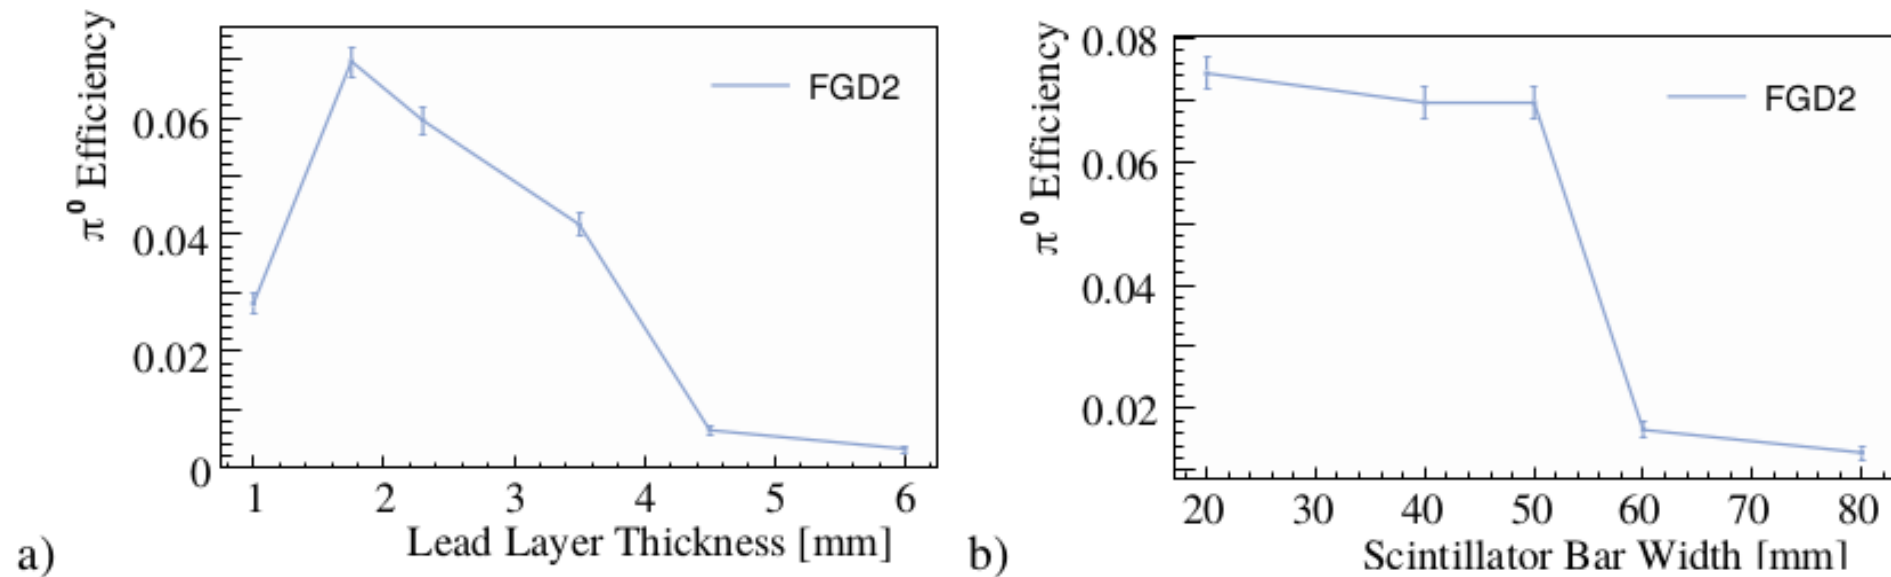 π⁰ Efficiency
0.06
0.04
0.02
0
FGD2
1 2 3 4 5 6
Lead Layer Thickness [mm]
a)
π⁰ Efficiency
0.08
0.06
0.04
0.02
FGD2
20 30 40 50 60 70 80
Scintillator Bar Width [mm]
b)